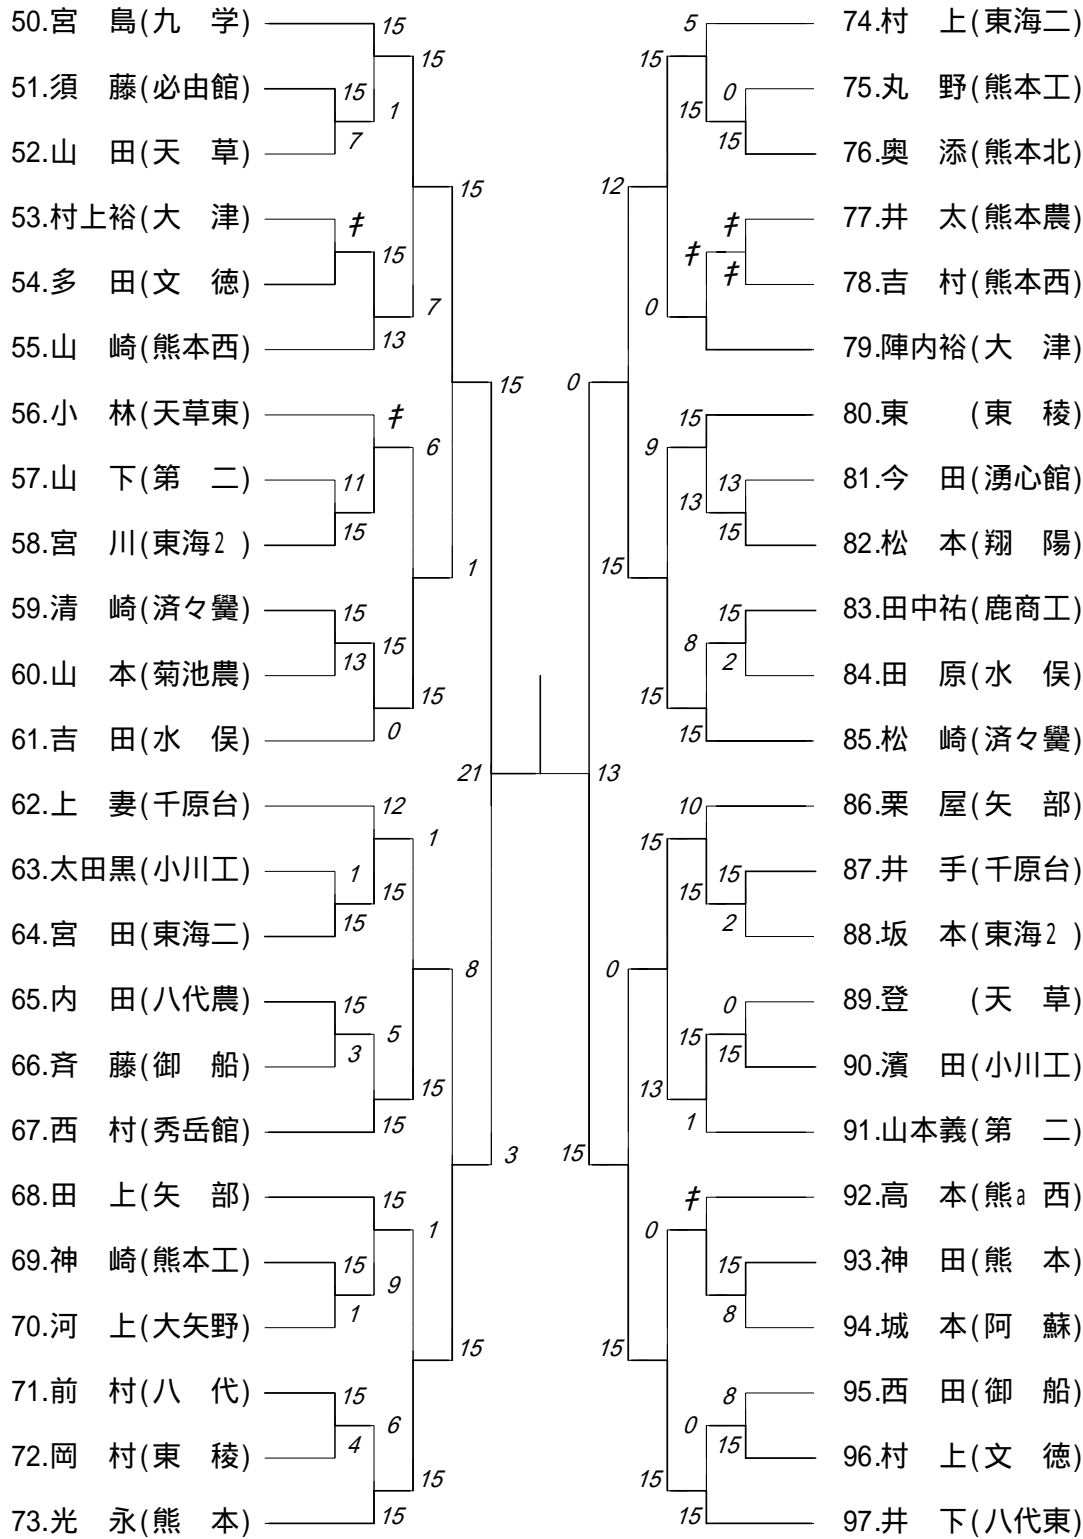 50.宮　島(九　学)
51.須　藤(必由館)
52.山　田(天　草)
53.村上裕(大　津)
54.多　田(文　徳)
55.山　崎(熊本西)
56.小　林(天草東)
57.山　下(第　二)
58.宮　川(東海2 )
59.清　崎(済々黌)
60.山　本(菊池農)
61.吉　田(水　俣)
62.上　妻(千原台)
63.太田黒(小川工)
64.宮　田(東海二)
65.内　田(八代農)
66.斉　藤(御　船)
67.西　村(秀岳館)
68.田　上(矢　部)
69.神　崎(熊本工)
70.河　上(大矢野)
71.前　村(八　代)
72.岡　村(東　稜)
73.光　永(熊　本)
15
15
15
1
7
15
キ
15
7
13
15
キ
6
11
15
1
15
15
13
15
0
21
12
1
1
15
15
8
15
5
3
15
15
3
15
1
15
9
1
15
15
6
4
15
15
5
15
0
15
15
12
キ
キ
キ
0
0
15
9
13
13
15
15
15
8
2
15
15
13
10
15
15
15
2
0
0
15
15
13
1
15
キ
0
15
8
15
8
0
15
15
15
74.村　上(東海二)
75.丸　野(熊本工)
76.奥　添(熊本北)
77.井　太(熊本農)
78.吉　村(熊本西)
79.陣内裕(大　津)
80.東　　(東　稜)
81.今　田(湧心館)
82.松　本(翔　陽)
83.田中祐(鹿商工)
84.田　原(水　俣)
85.松　崎(済々黌)
86.栗　屋(矢　部)
87.井　手(千原台)
88.坂　本(東海2 )
89.登　　(天　草)
90.濱　田(小川工)
91.山本義(第　二)
92.高　本(熊a 西)
93.神　田(熊　本)
94.城　本(阿　蘇)
95.西　田(御　船)
96.村　上(文　徳)
97.井　下(八代東)